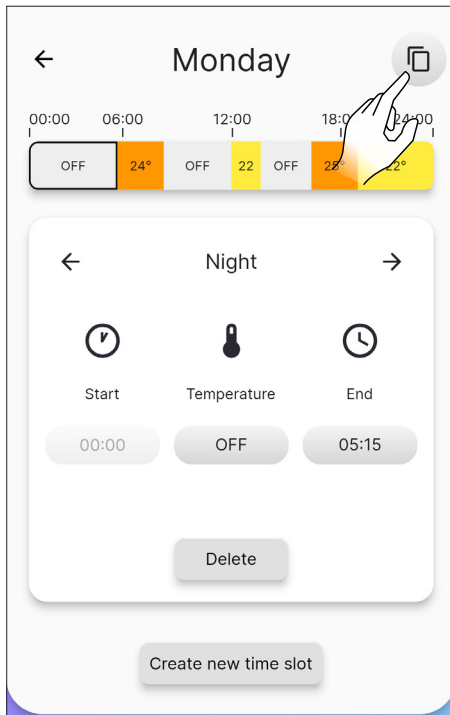 Monday
00:00 06:00 12:00 18:0 24:00
OFF 24° OFF 22 OFF 25° 22°
Night
Start Temperature End
00:00 OFF 05:15
Delete
Create new time slot